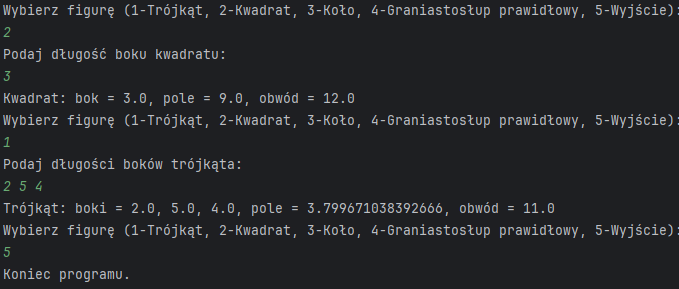 Wybierz figurę (1-Trójkąt, 2-Kwadrat, 3-Koło, 4-Graniastosłup prawidłowy, 5-Wyjście):
2
Podaj długość boku kwadratu:
3
Kwadrat: bok = 3.0, pole = 9.0, obwód = 12.0
Wybierz figurę (1-Trójkąt, 2-Kwadrat, 3-Koło, 4-Graniastosłup prawidłowy, 5-Wyjście):
1
Podaj długości boków trójkąta:
2 5 4
Trójkąt: boki = 2.0, 5.0, 4.0, pole = 3.799671038392666, obwód = 11.0
Wybierz figurę (1-Trójkąt, 2-Kwadrat, 3-Koło, 4-Graniastosłup prawidłowy, 5-Wyjście):
5
Koniec programu.